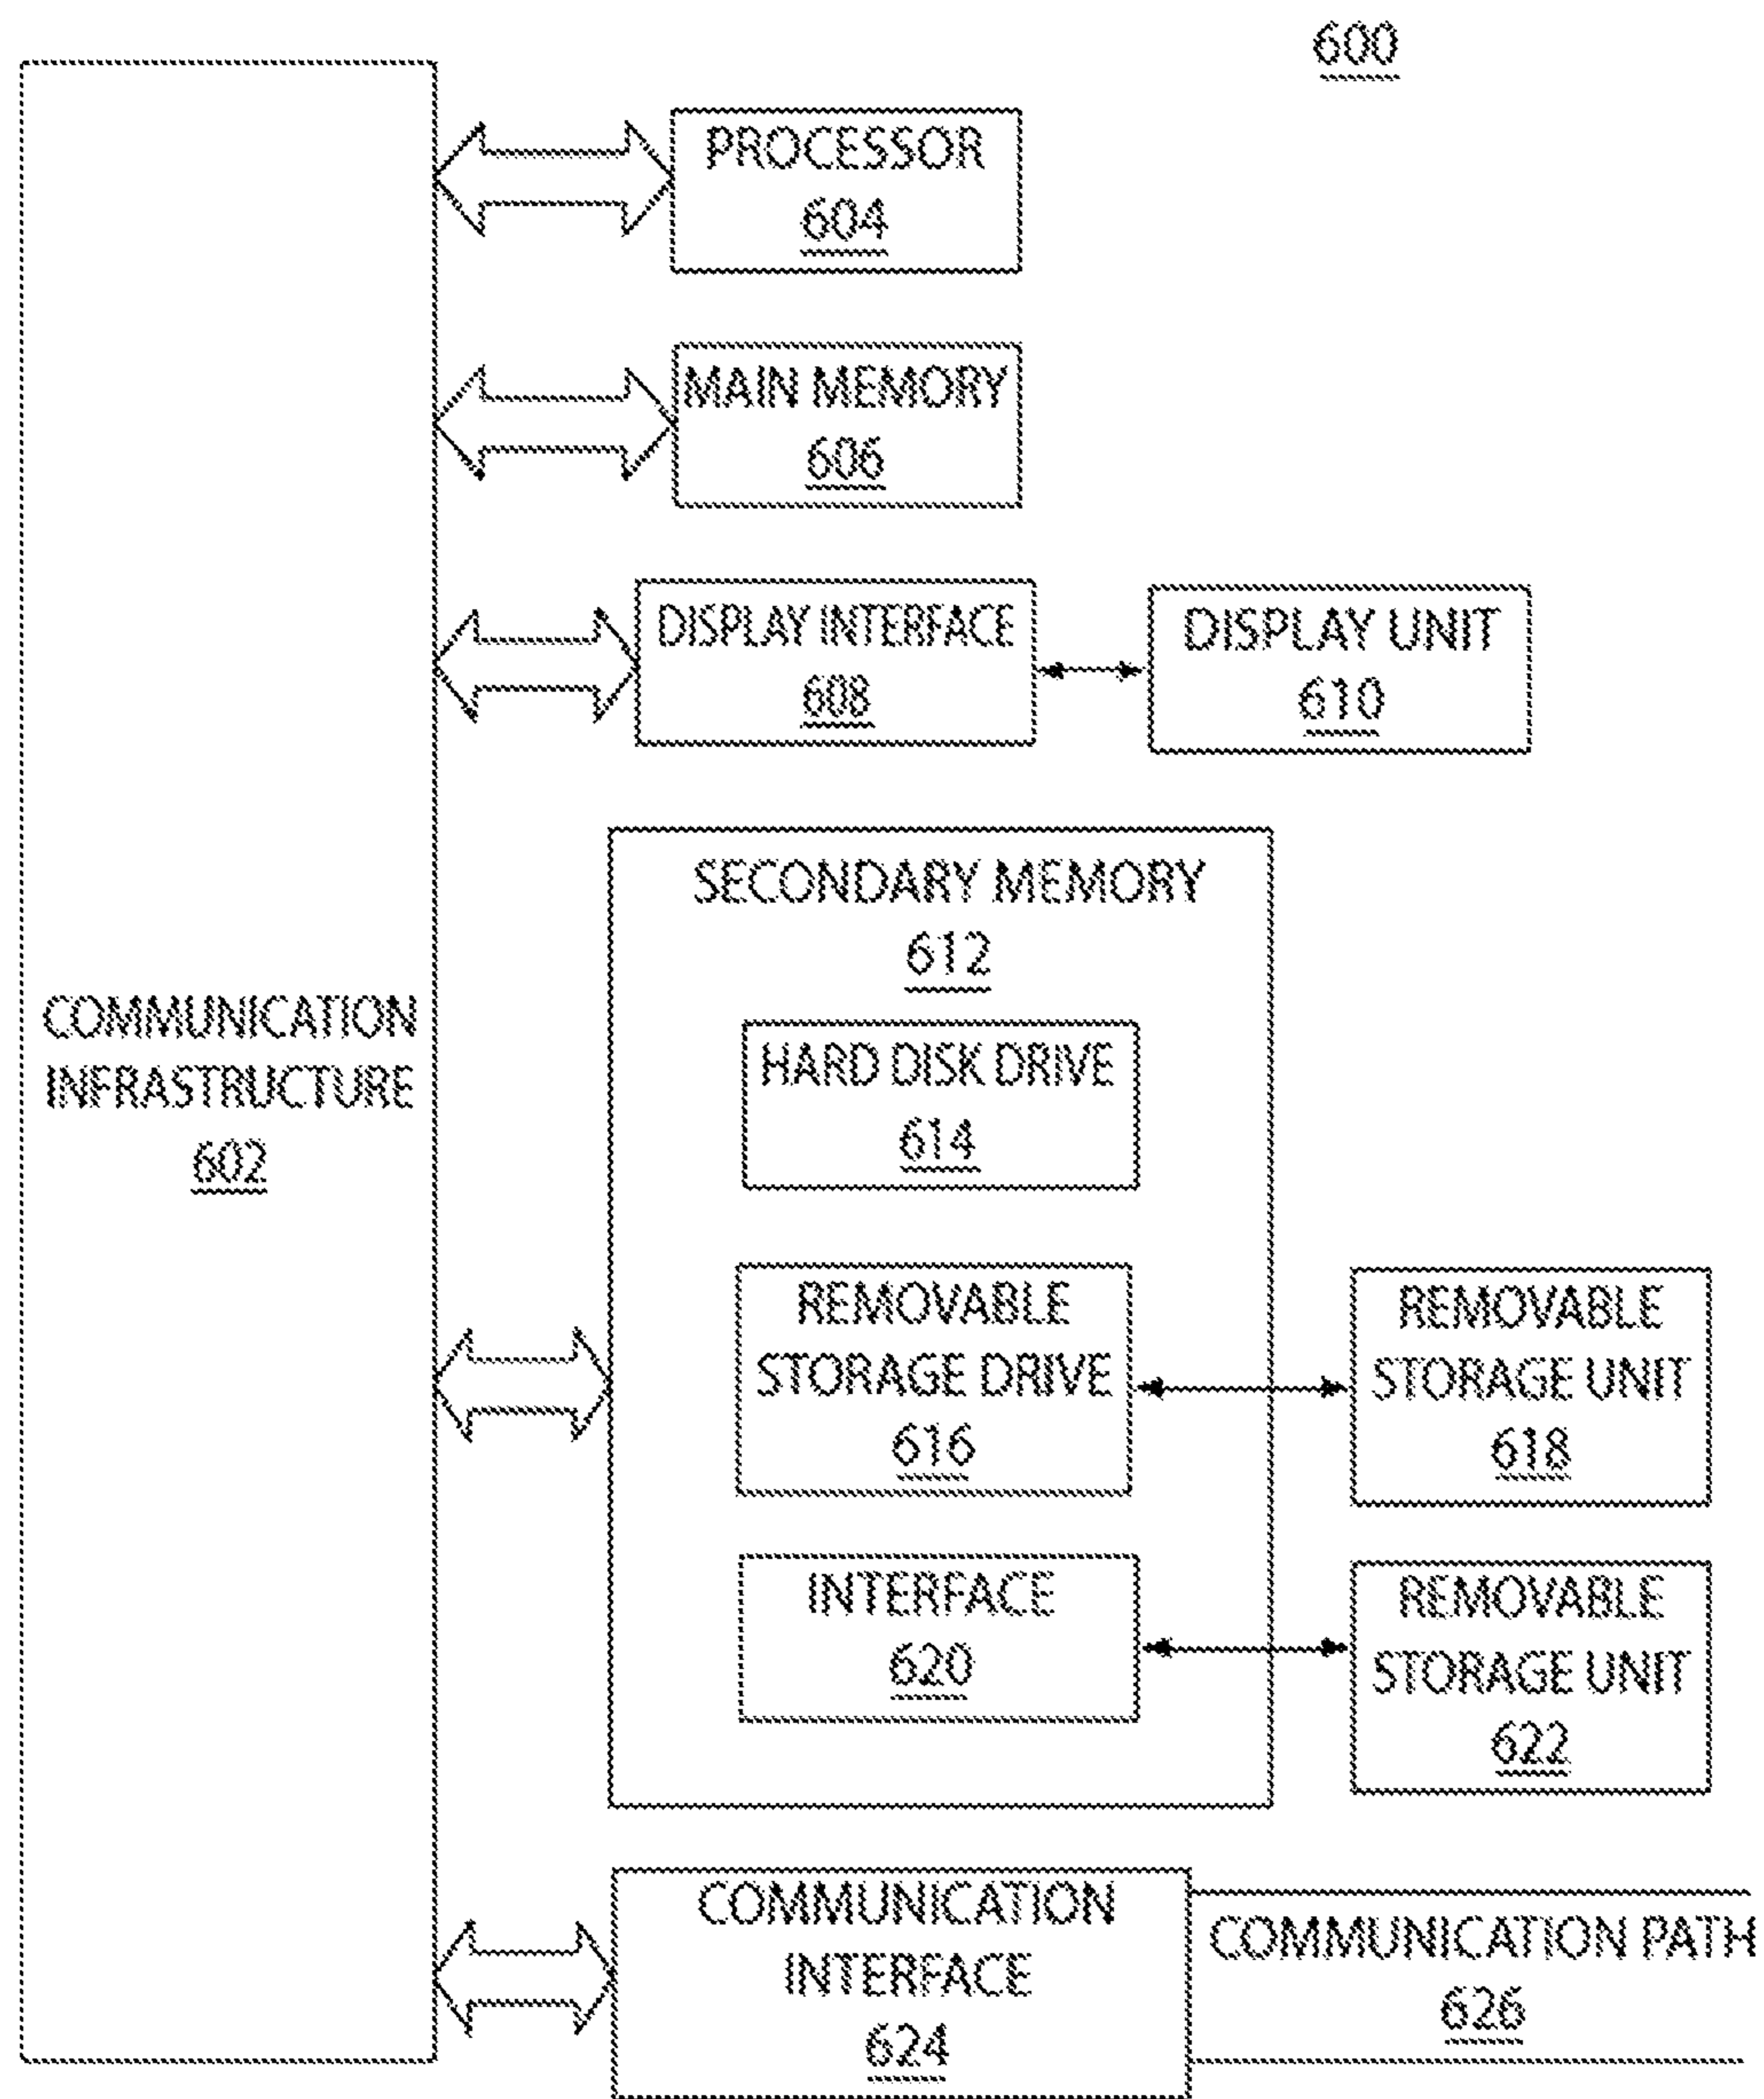 600
PROCESSOR
604
MAIN MEMORY
606
DISPLAY INTERFACE
608
DISPLAY UNIT
610
SECONDARY MEMORY
612
HARD DISK DRIVE
614
COMMUNICATION
INFRASTRUCTURE
602
REMOVABLE
STORAGE DRIVE
616
REMOVABLE
STORAGE UNIT
618
INTERFACE
620
REMOVABLE
STORAGE UNIT
622
COMMUNICATION
INTERFACE
624
COMMUNICATION PATH
626